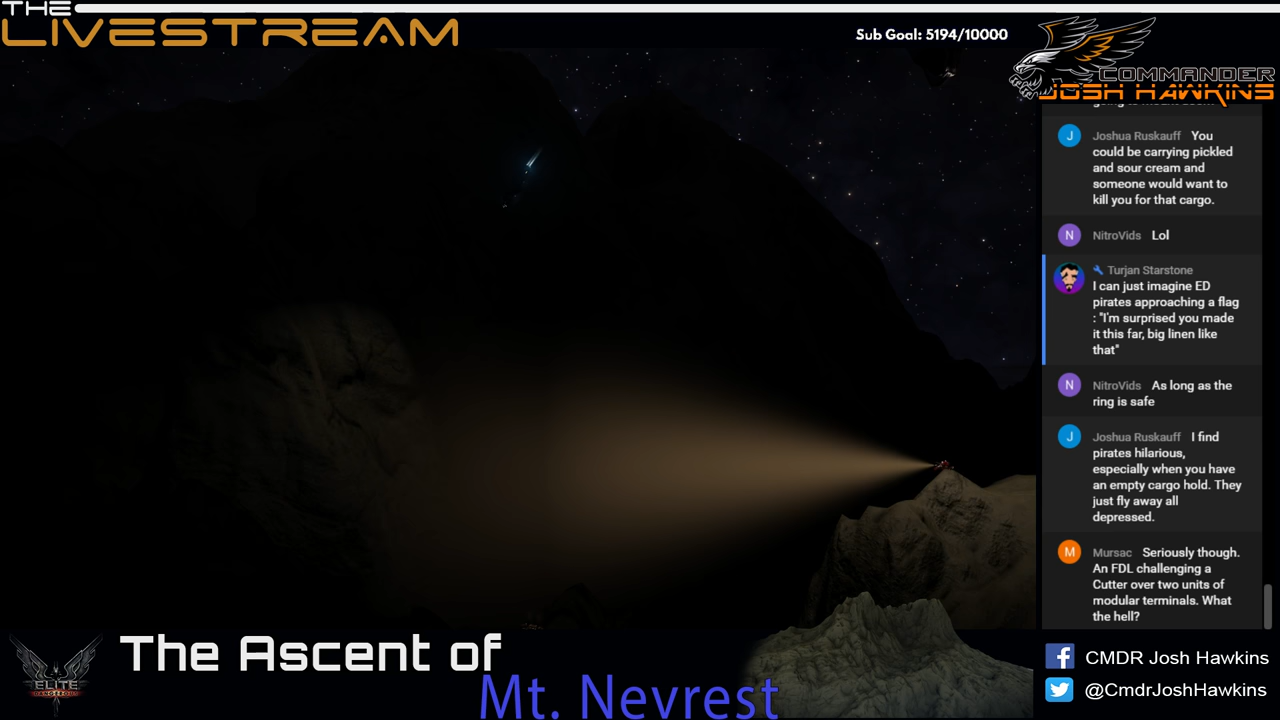 THE
LIVESTREAM
Sub Goal: 5194/10000
COMMANDER
JOSH HAWKINS
J
Joshua Ruskauff You
could be carrying pickled
and sour cream and
someone would want to
kill you for that cargo.
N
NitroVids Lol
Turjan Starstone
I can just imagine ED
pirates approaching a flag
: "I'm surprised you made
it this far, big linen like
that"
N
NitroVids As long as the
ring is safe
J
Joshua Ruskauff I find
pirates hilarious,
especially when you have
an empty cargo hold. They
just fly away all
depressed.
M
Mursac Seriously though.
An FDL challenging a
Cutter over two units of
modular terminals. What
the hell?
ELITE
DANGEROUS
The Ascent of
Mt. Nevrest
f
CMDR Josh Hawkins
@CmdrJoshHawkins